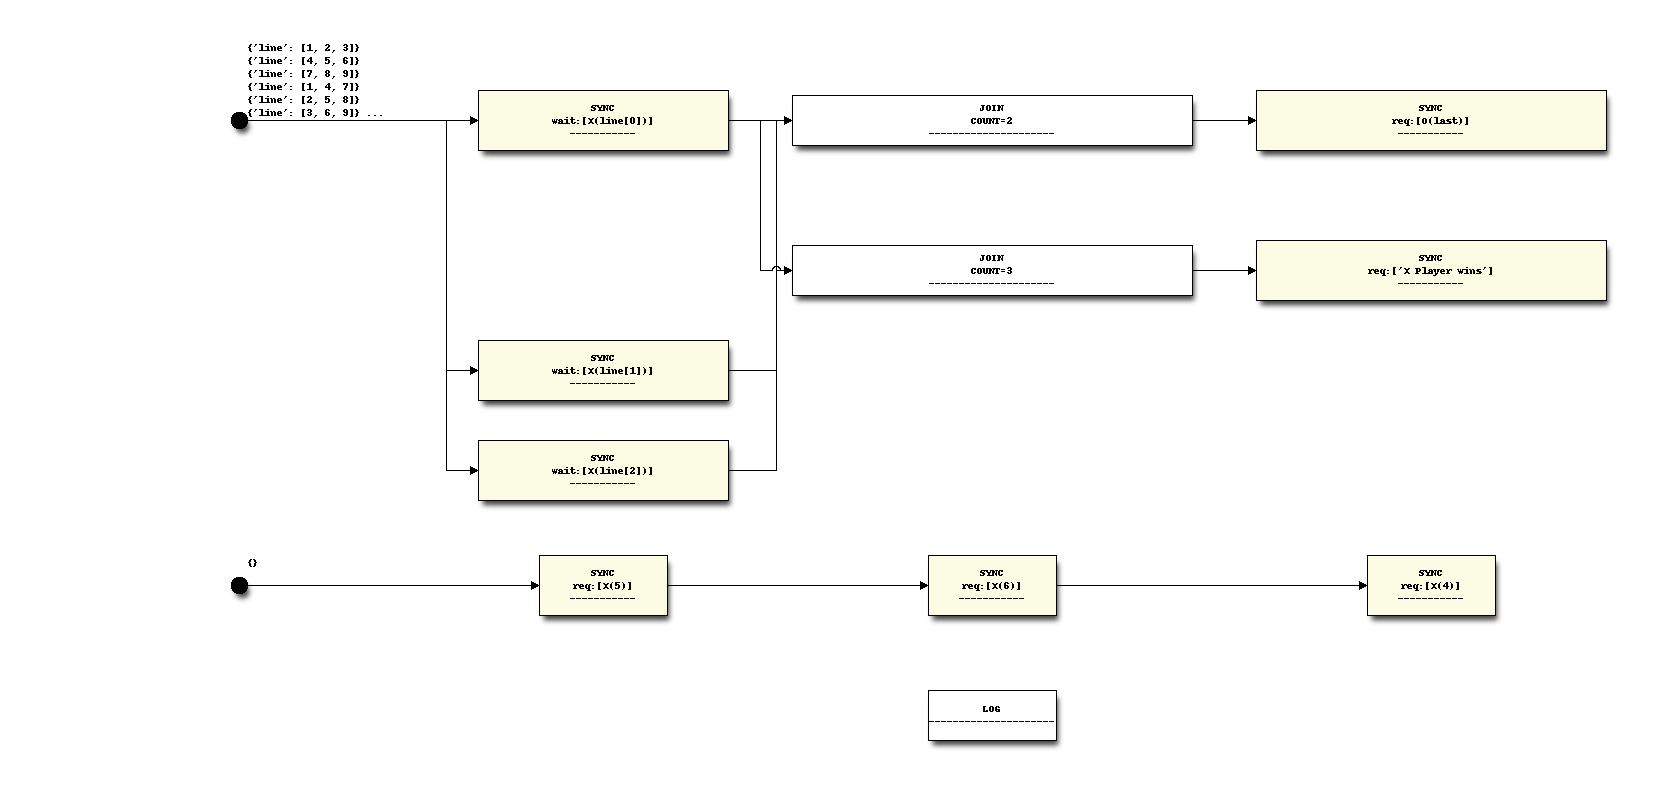 {'line': [1, 2, 3]}
{'line': [4, 5, 6]}
{'line': [7, 8, 9]}
{'line': [1, 4, 7]}
{'line': [2, 5, 8]}
{'line': [3, 6, 9]} ...
SYNC
wait:[X(line[0])]
-----------
JOIN
COUNT=2
---------------------
SYNC
req:[O(last)]
-----------
JOIN
COUNT=3
---------------------
SYNC
req:['X Player wins']
-----------
SYNC
wait:[X(line[1])]
-----------
SYNC
wait:[X(line[2])]
-----------
{}
SYNC
req:[X(5)]
-----------
SYNC
req:[X(6)]
-----------
SYNC
req:[X(4)]
-----------
LOG
---------------------